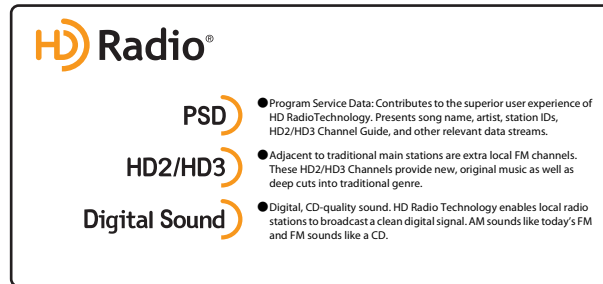 HD Radio®
PSD
●Program Service Data: Contributes to the superior user experience of
HD RadioTechnology. Presents song name, artist, station IDs,
HD2/HD3 Channel Guide, and other relevant data streams.
HD2/HD3
●Adjacent to traditional main stations are extra local FM channels.
These HD2/HD3 Channels provide new, original music as well as
deep cuts into traditional genre.
Digital Sound
●Digital, CD-quality sound. HD Radio Technology enables local radio
stations to broadcast a clean digital signal. AM sounds like today’s FM
and FM sounds like a CD.